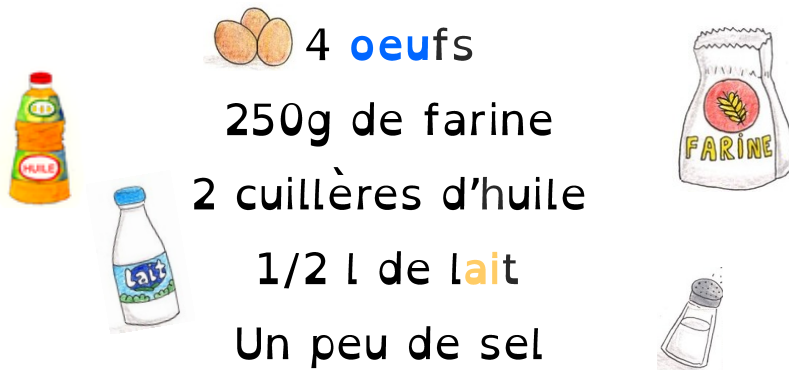 4 oeufs
250g de farine
2 cuillères d'huile
1/2 l de lait
Un peu de sel
HUILE
Lait
FARINE